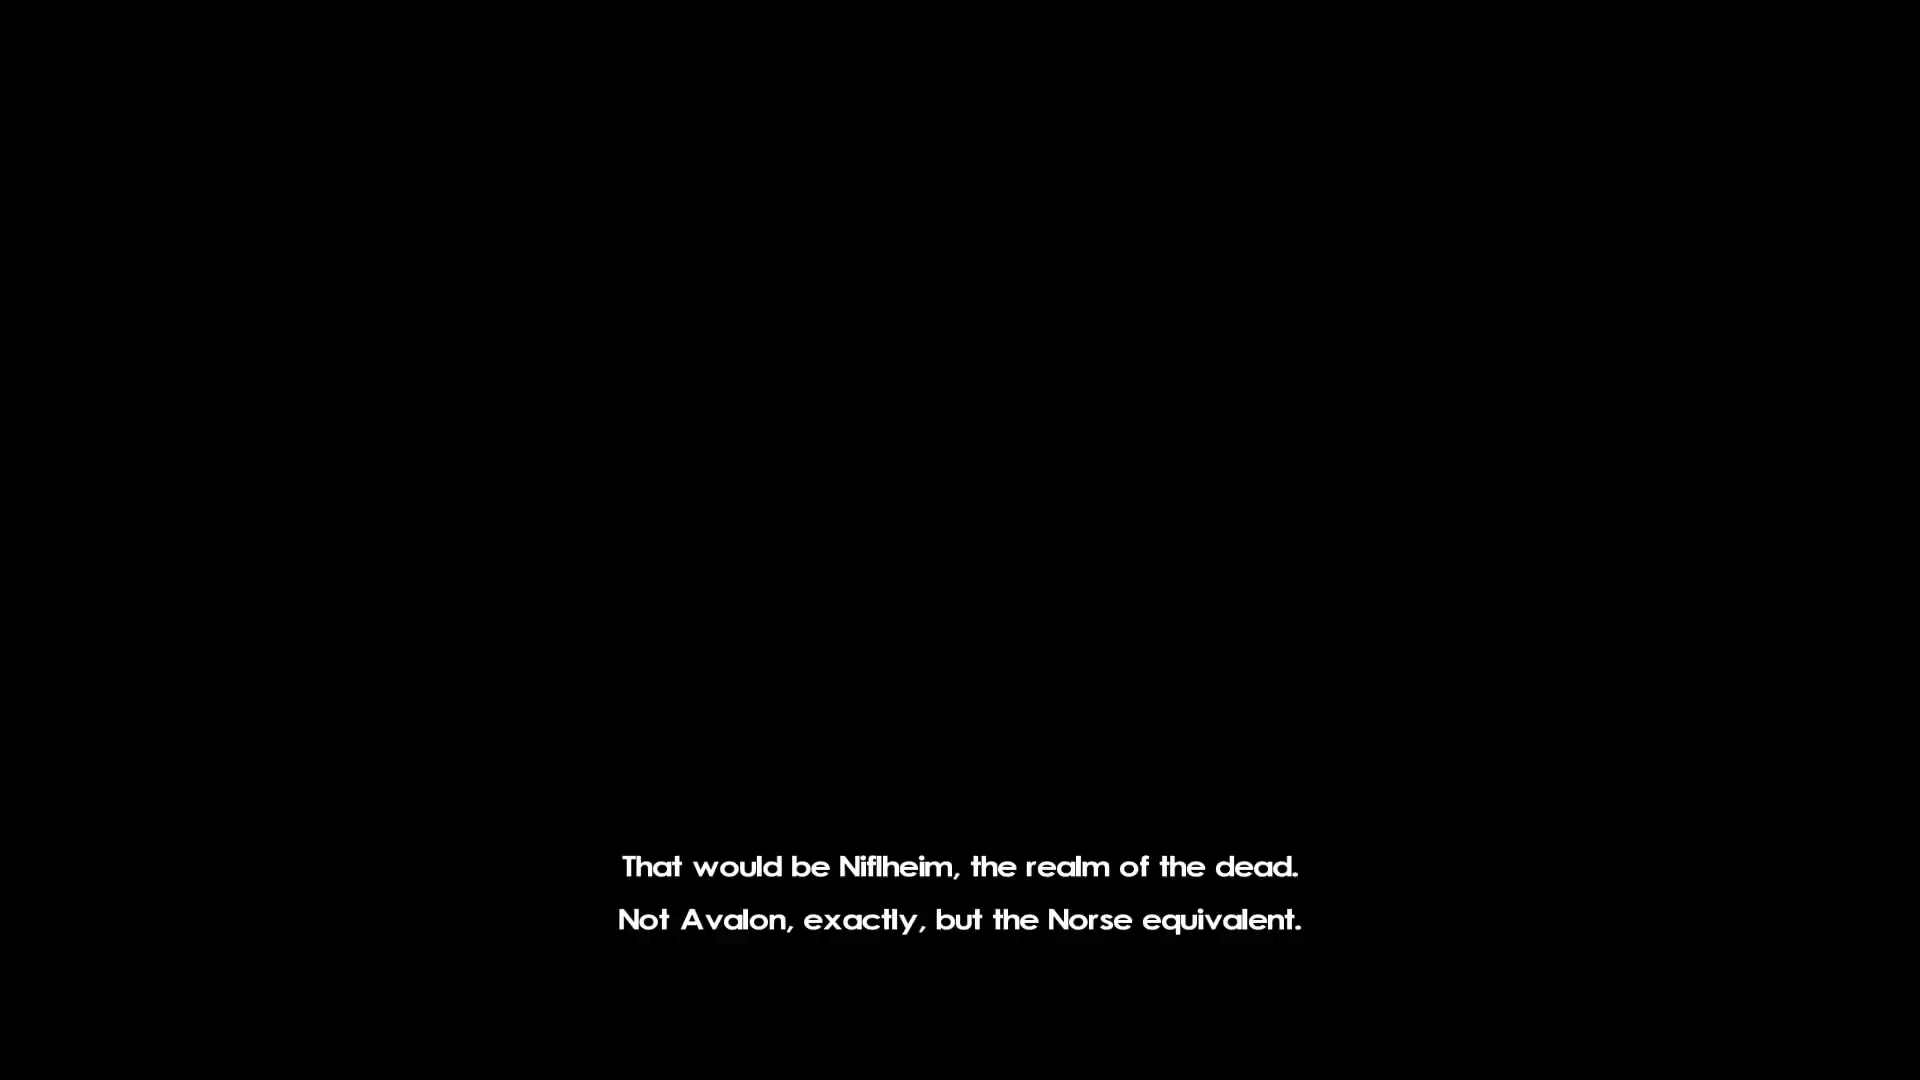 That would be Niflheim, the realm of the dead.
Not Avalon, exactly, but the Norse equivalent.